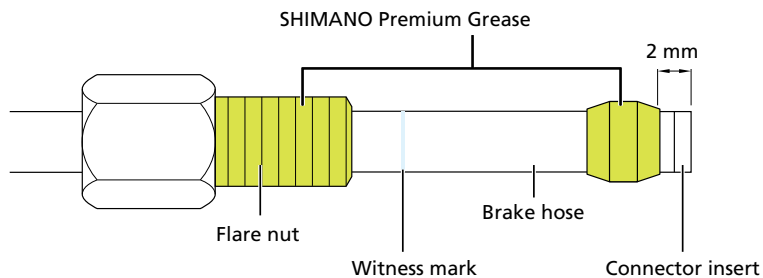 SHIMANO Premium Grease
2 mm
Brake hose
Flare nut
Witness mark
Connector insert